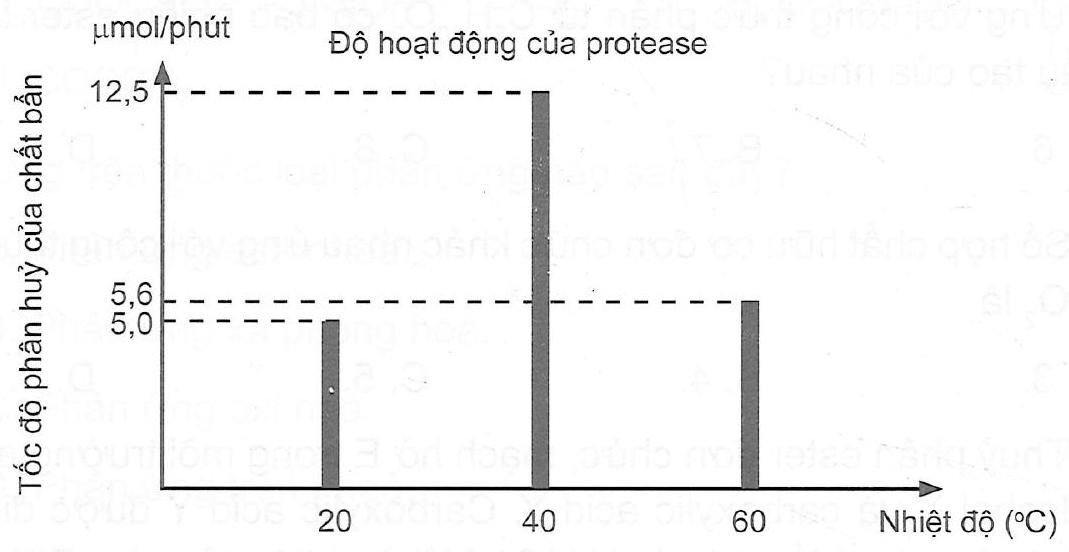 μmol/phút
Độ hoạt động của protease
Tốc độ phân huỷ của chất bẩn
12,5
5,6
5,0
20
40
60
Nhiệt độ (°C)